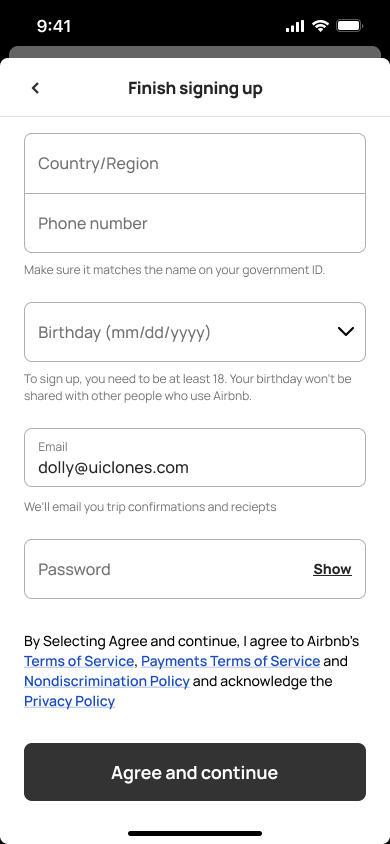 9:41
Finish signing up
Country/Region
Phone number
Make sure it matches the name on your government ID.
Birthday (mm/dd/yyyy)
To sign up, you need to be at least 18. Your birthday won't be
shared with other people who use Airbnb.
Email
dolly@uiclones.com
We'll email you trip confirmations and reciepts
Password
Show
By Selecting Agree and continue, I agree to Airbnb's
Terms of Service, Payments Terms of Service and
Nondiscrimination Policy and acknowledge the
Privacy Policy
Agree and continue